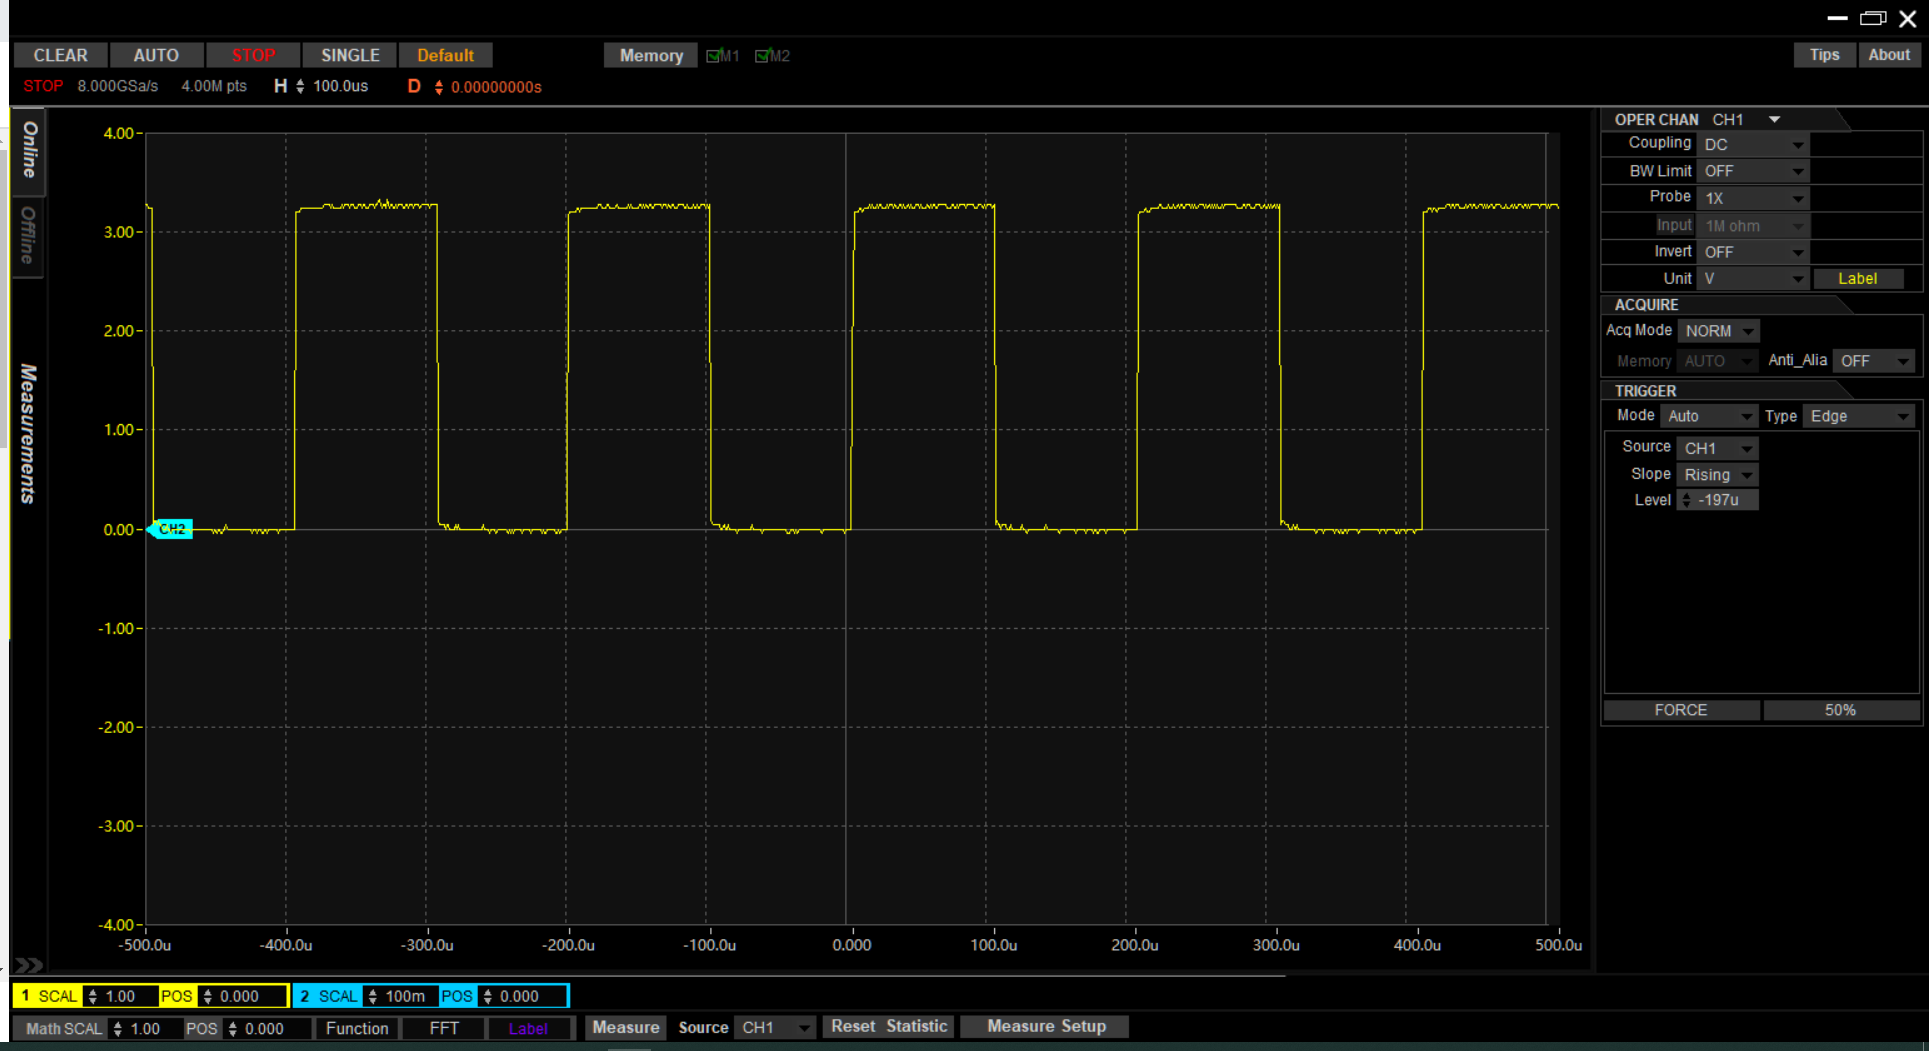 CLEAR AUTO STOP SINGLE Default Memory M1 M2 Tips About
STOP 8.000GSa/s 4.00M pts H 100.0us D 0.00000000s
Online
Offline
Measurements
4.00
3.00
2.00
1.00
0.00
-1.00
-2.00
-3.00
-4.00
CH2
-500.0u -400.0u -300.0u -200.0u -100.0u 0.000 100.0u 200.0u 300.0u 400.0u 500.0u
OPER CHAN CH1
Coupling DC
BW Limit OFF
Probe 1X
Input 1M ohm
Invert OFF
Unit V Label
ACQUIRE
Acq Mode NORM
Memory AUTO Anti_Alia OFF
TRIGGER
Mode Auto Type Edge
Source CH1
Slope Rising
Level -197u
FORCE 50%
1 SCAL 1.00 POS 0.000 2 SCAL 100m POS 0.000
Math SCAL 1.00 POS 0.000 Function FFT Label Measure Source CH1 Reset Statistic Measure Setup